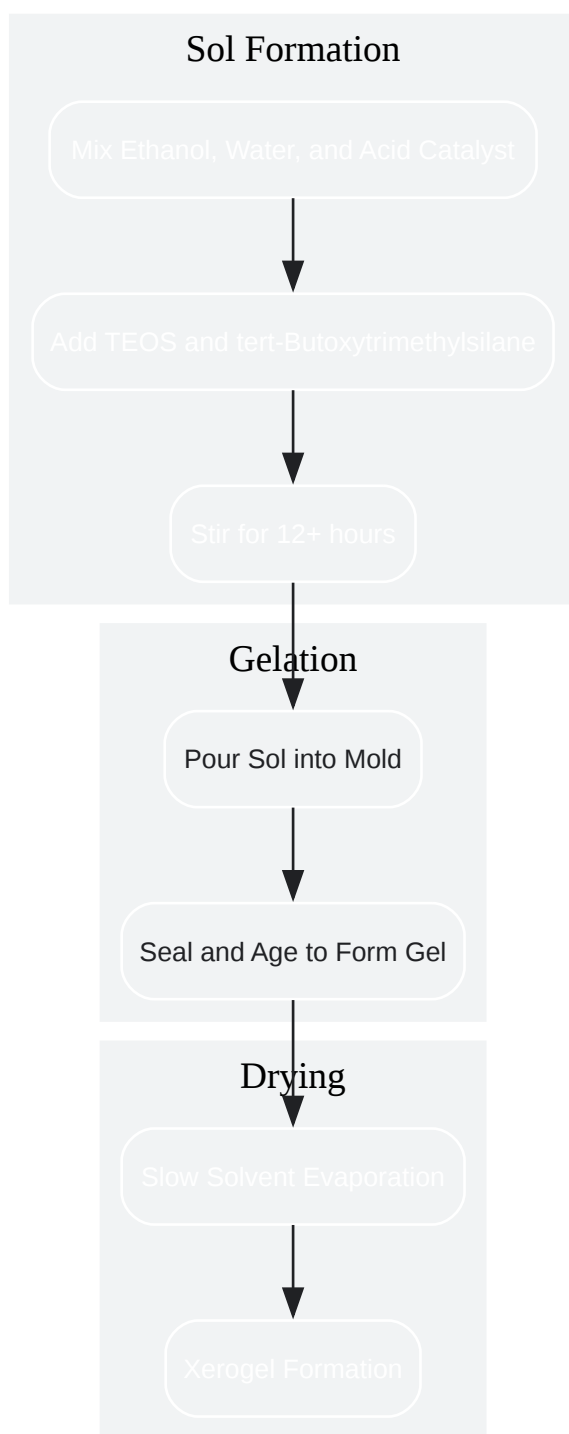 Sol Formation
Mix Ethanol, Water, and Acid Catalyst
Add TEOS and tert-Butoxytrimethylsilane
Stir for 12+ hours
Gelation
Pour Sol into Mold
Seal and Age to Form Gel
Drying
Slow Solvent Evaporation
Xerogel Formation